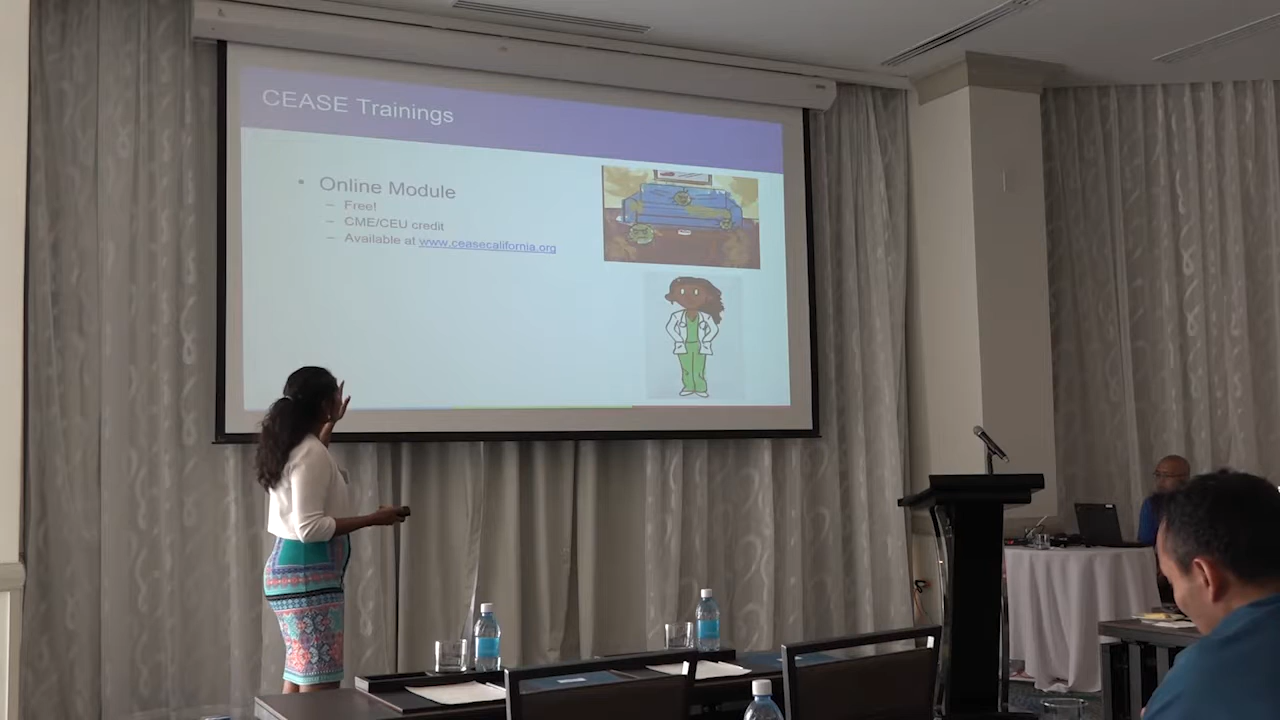 CEASE Trainings
• Online Module
– Free!
– CME/CEU credit
– Available at www.ceasecalifornia.org